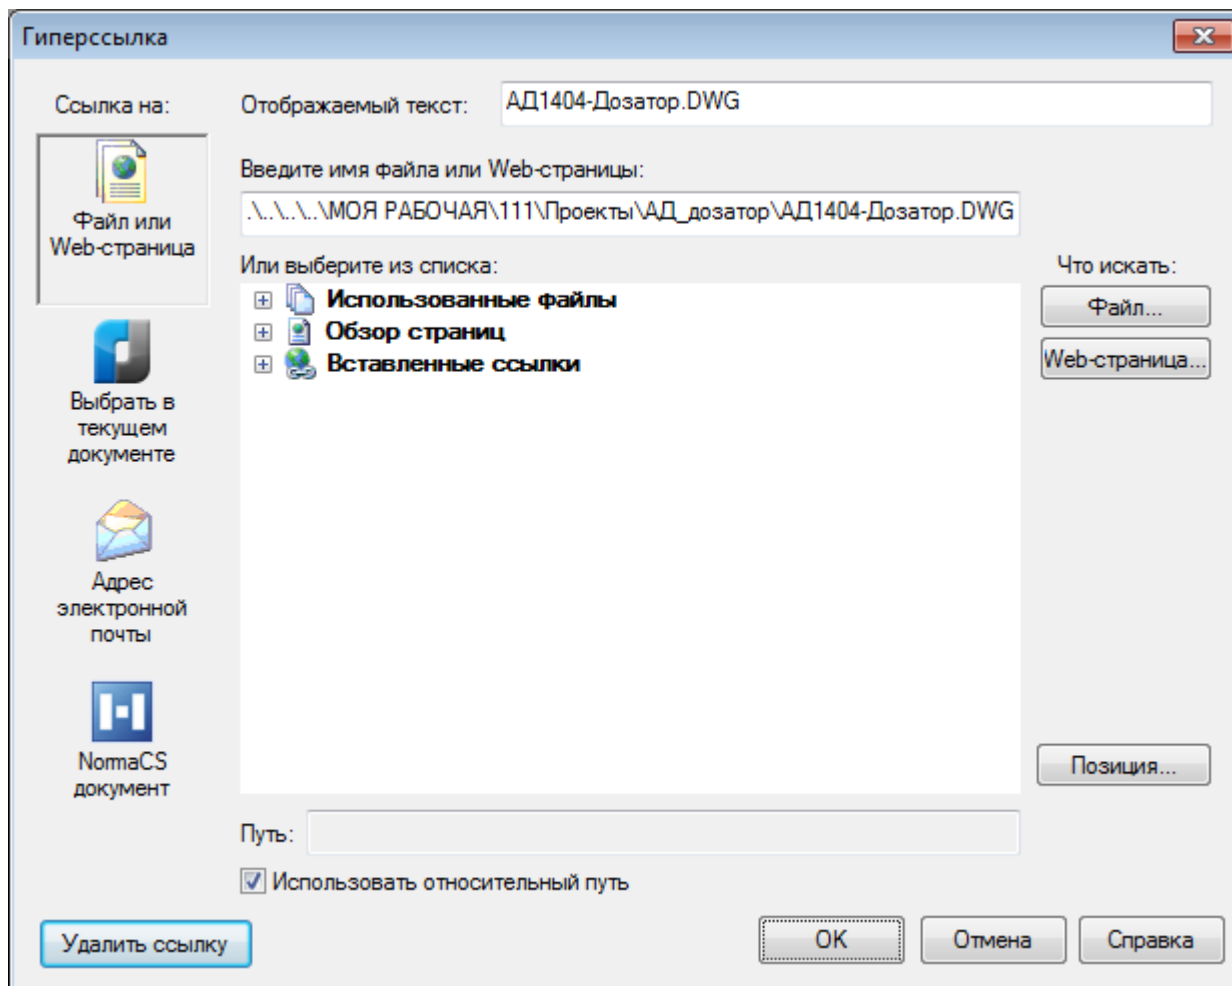 Гиперссылка
Ссылка на:
Отображаемый текст:
АД1404-Дозатор.DWG
Файл или
Web-страница
Введите имя файла или Web-страницы:
.\..\..\..\МОЯ РАБОЧАЯ\111\Проекты\АД_дозатор\АД1404-Дозатор.DWG
Или выберите из списка:
Что искать:
Использованные файлы
Обзор страниц
Вставленные ссылки
Файл...
Web-страница...
Выбрать в
текущем
документе
Адрес
электронной
почты
NormaCS
документ
Позиция...
Путь:
Использовать относительный путь
Удалить ссылку
OK
Отмена
Справка